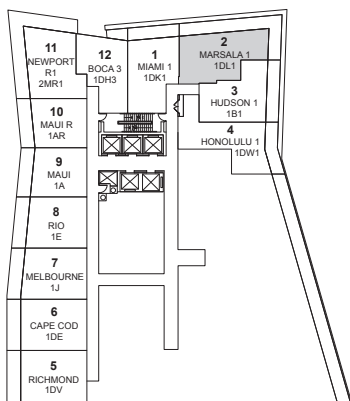 11
NEWPORT
R1
2MR1
12
BOCA 3
1DH3
1
MIAMI 1
1DK1
2
MARSALA 1
1DL1
3
HUDSON 1
1B1
4
HONOLULU 1
1DW1
10
MAUI R
1AR
9
MAUI
1A
8
RIO
1E
7
MELBOURNE
1J
6
CAPE COD
1DE
5
RICHMOND
1DV